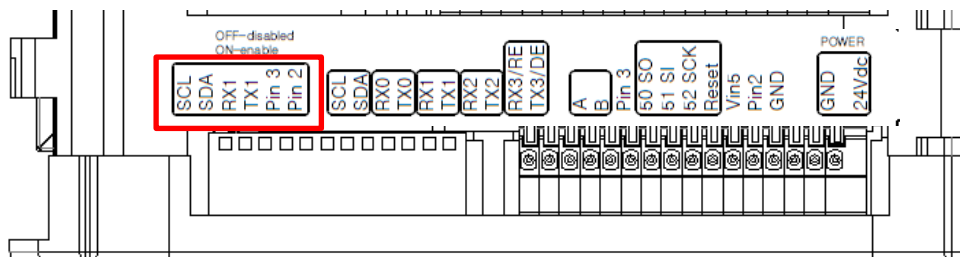 OFF-disabled
ON-enable
POWER
SCL
SDA
RX1
TX1
Pin 3
Pin 2
SCL
SDA
RX0
TX0
RX1
TX1
RX2
TX2
RX3/RE
TX3/DE
A
B
Pin 3
50 SO
51 SI
52 SCK
Reset
Vin5
Pin2
GND
GND
24Vdc